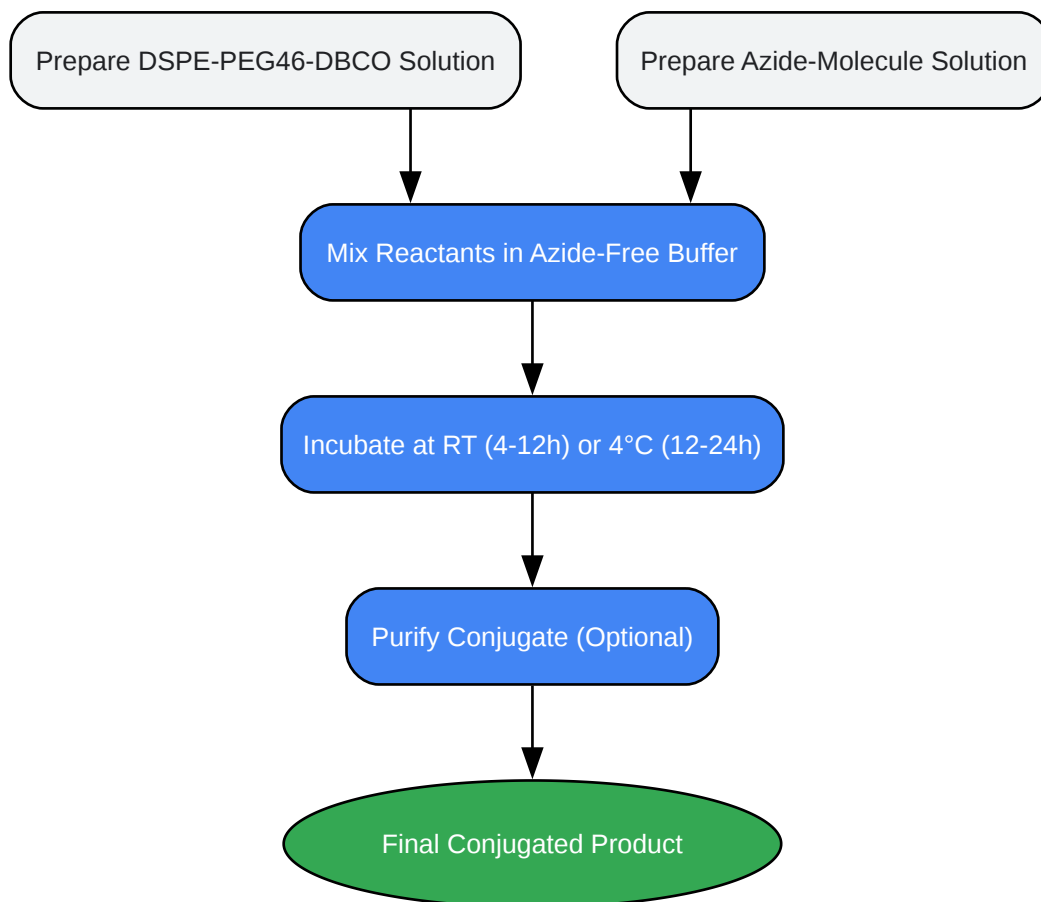 Prepare DSPE-PEG46-DBCO Solution
Prepare Azide-Molecule Solution
Mix Reactants in Azide-Free Buffer
Incubate at RT (4-12h) or 4°C (12-24h)
Purify Conjugate (Optional)
Final Conjugated Product